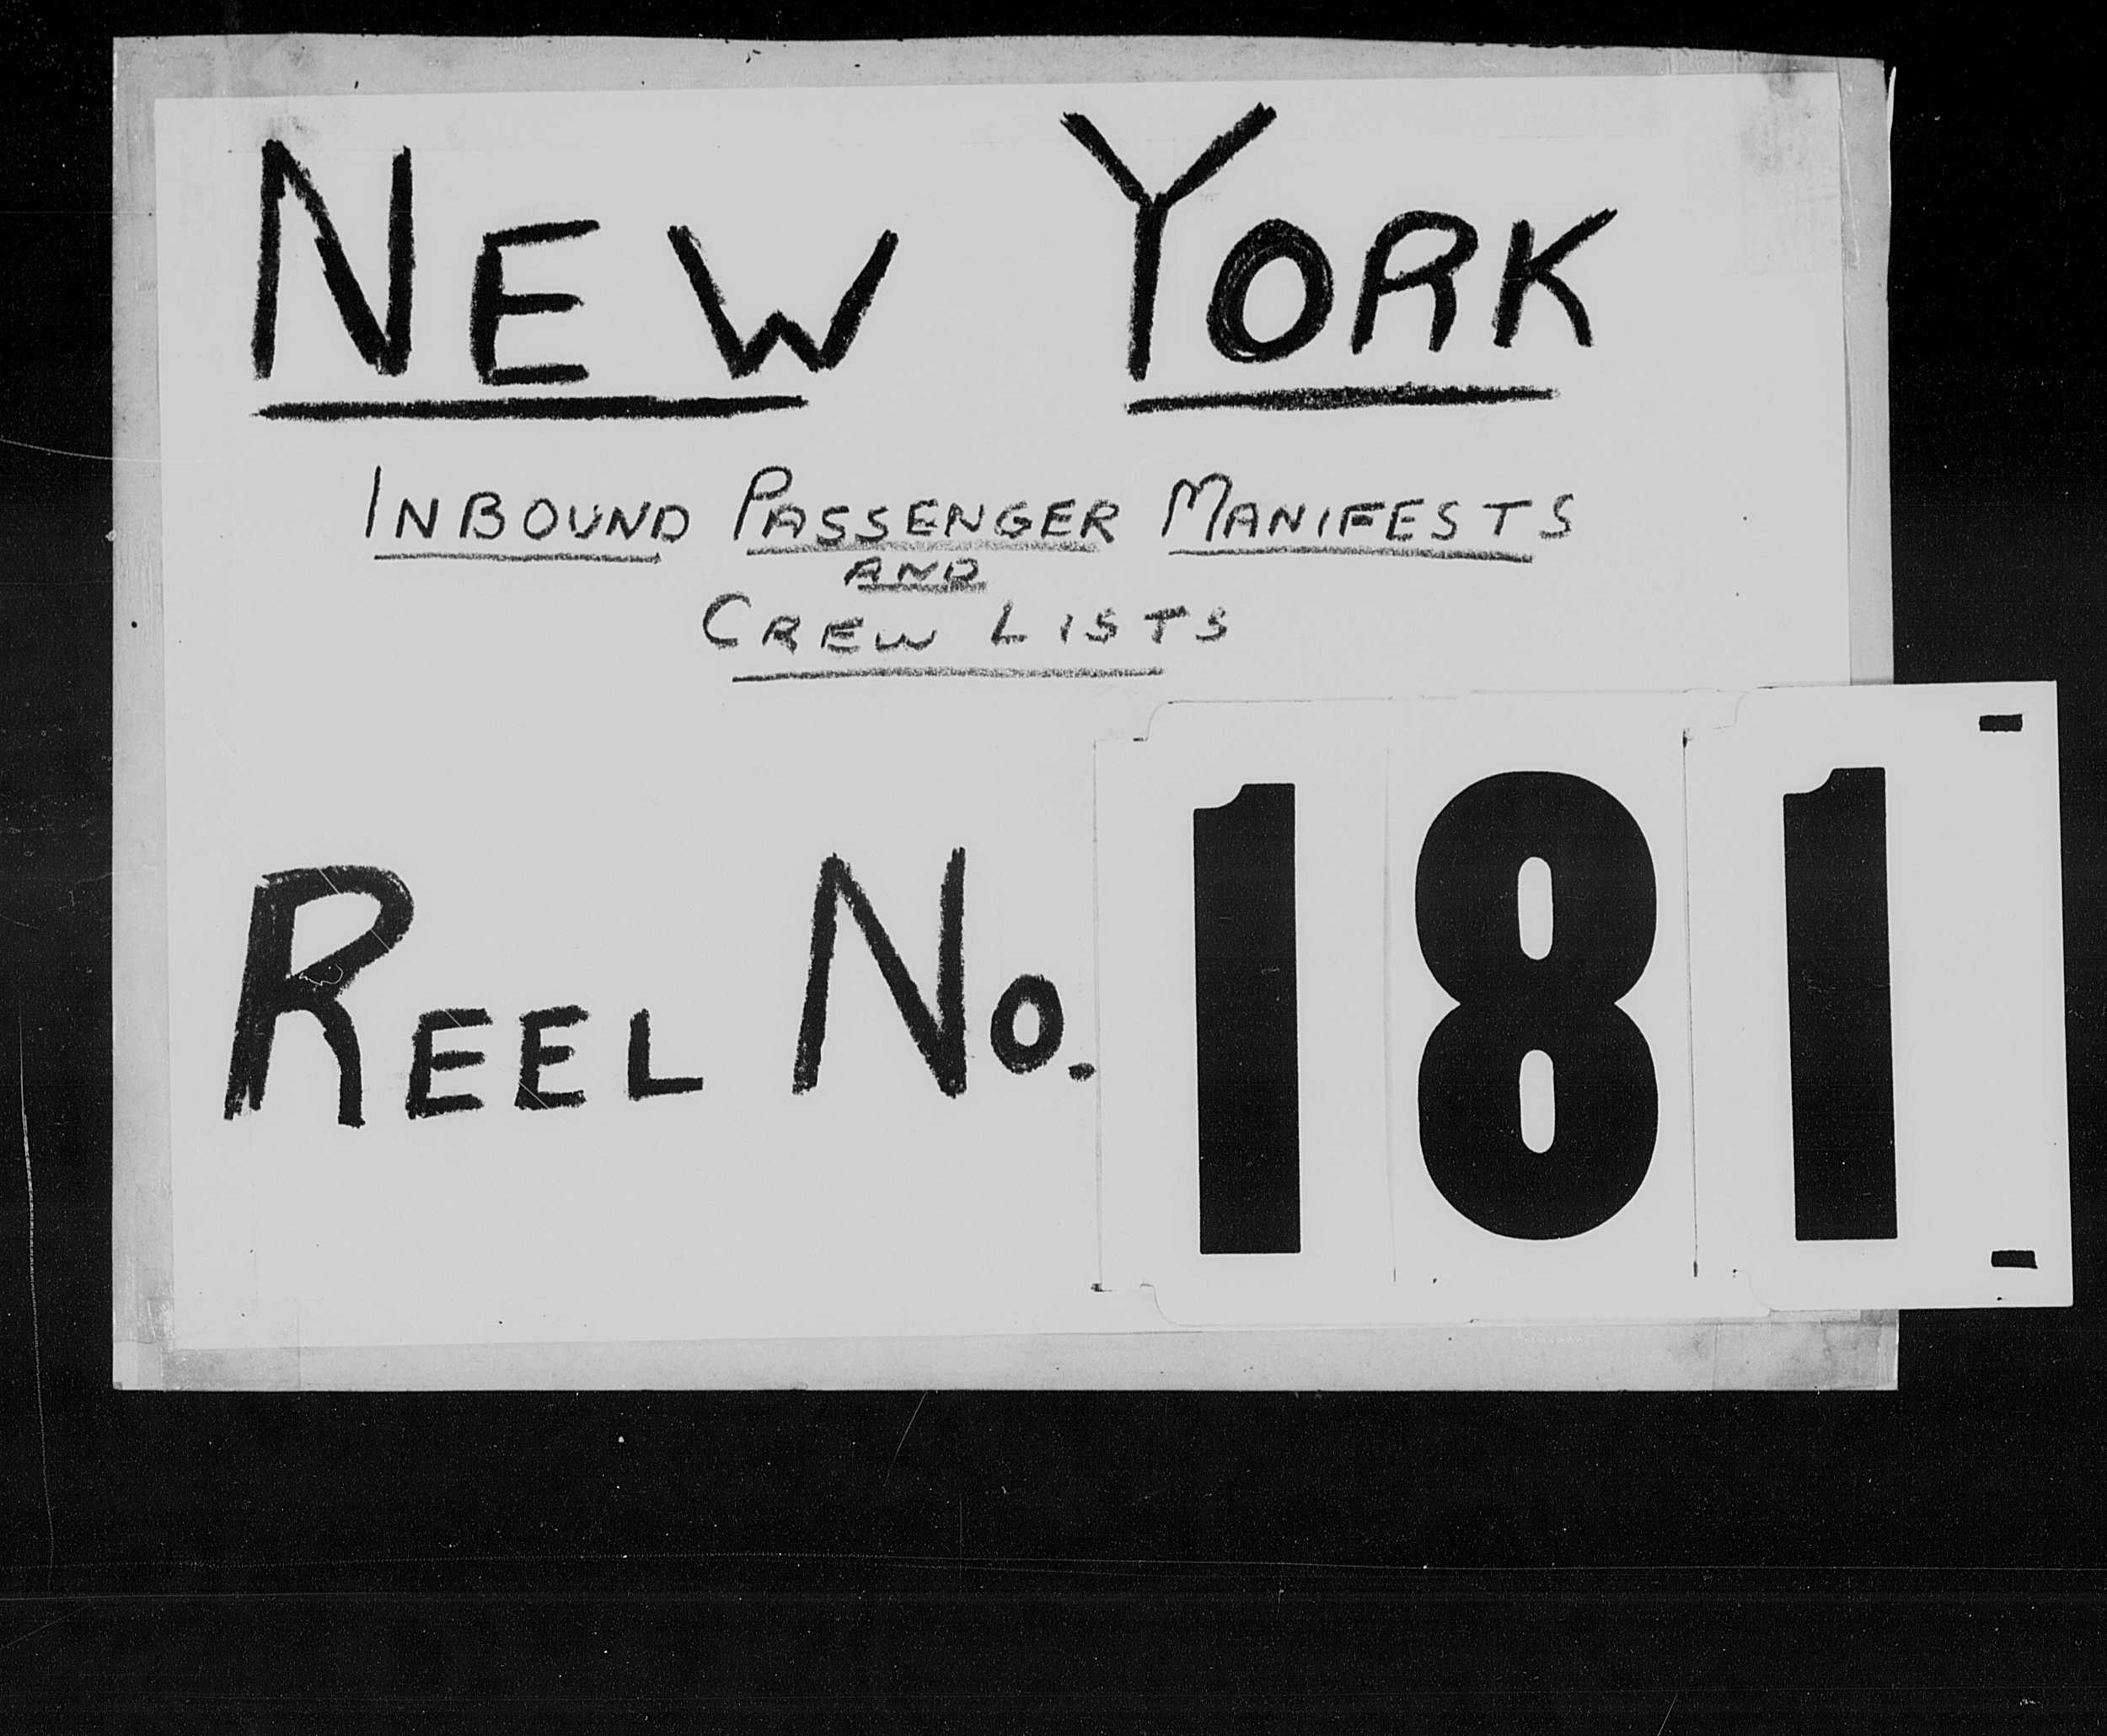 NEW YORK
INBOUND PASSENGER MANIFESTS
AND
CREW LISTS
REEL No. 181